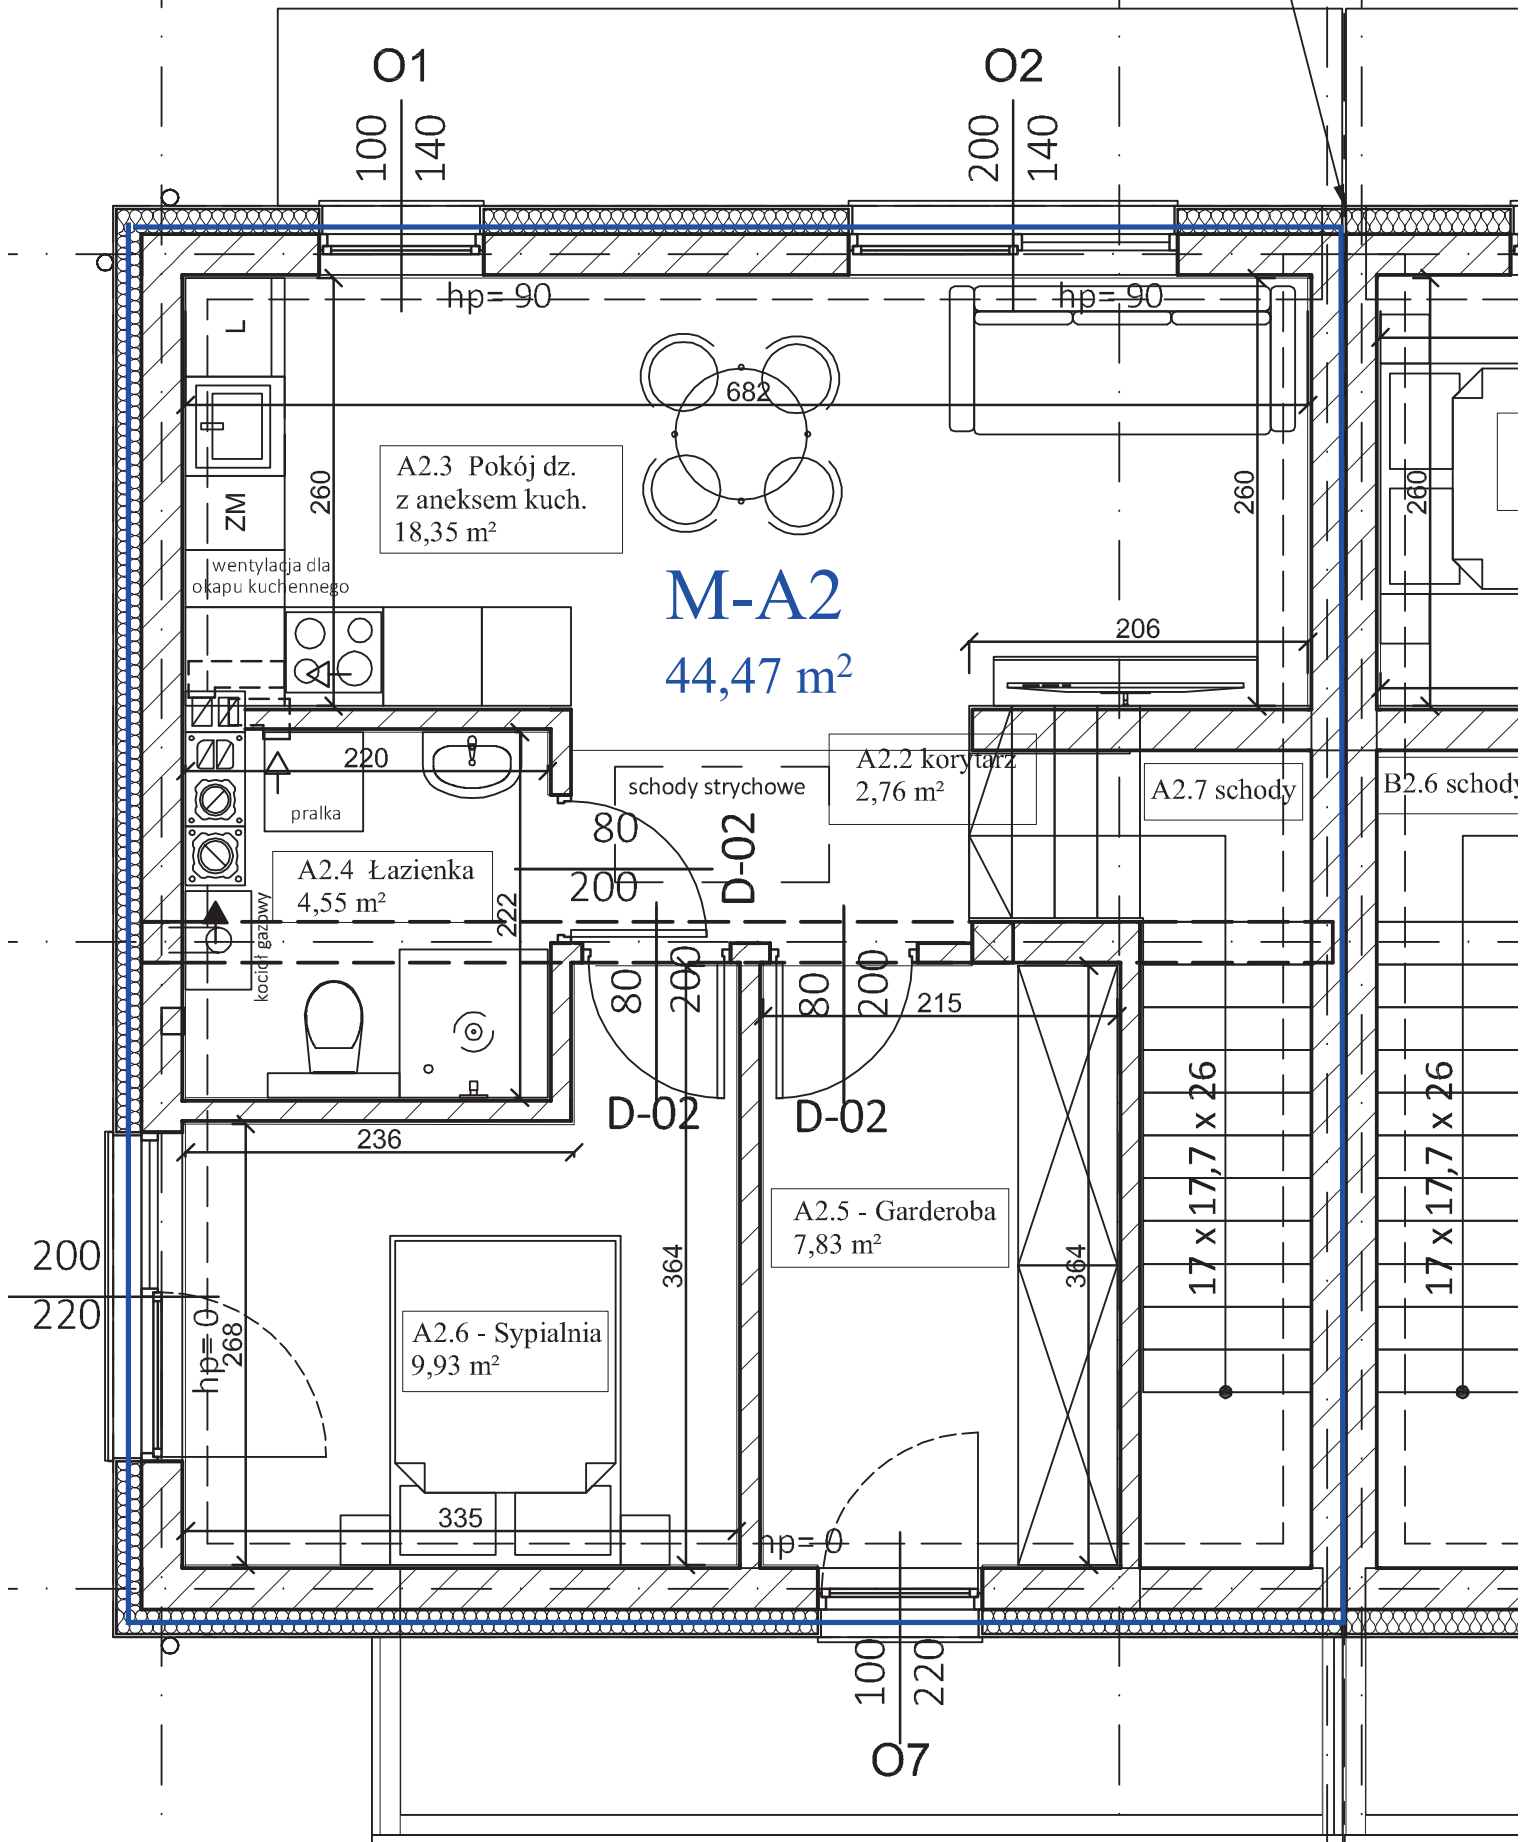 O1
O2
100
140
200
140
hp= 90
hp= 90
L
682
A2.3 Pokój dz.
z aneksem kuch.
18,35 m²
260
260
260
ZM
wentylacja dla
okapu kuchennego
M-A2
44,47 m²
206
220
schody strychowe
A2.2 korytarz
2,76 m²
A2.7 schody
B2.6 schody
pralka
80
200
D-02
A2.4 Łazienka
4,55 m²
222
kocioł gazowy
80
200
80
200
215
D-02
D-02
236
17 x 17,7 x 26
17 x 17,7 x 26
A2.5 - Garderoba
7,83 m²
364
364
200
220
hp= 0
268
A2.6 - Sypialnia
9,93 m²
335
hp= 0
100
220
O7